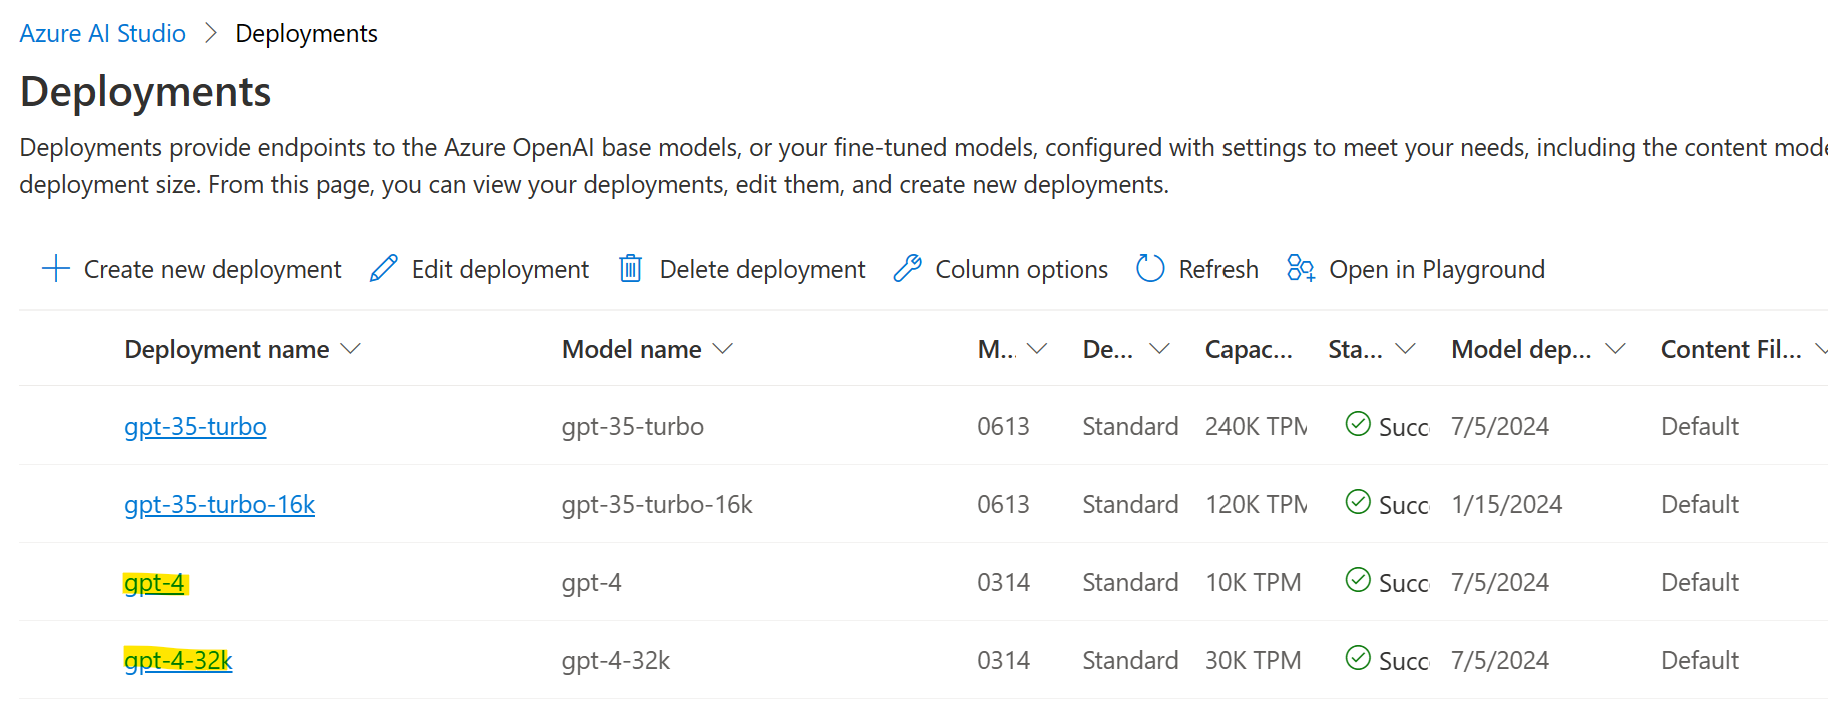 Azure AI Studio > Deployments
Deployments
Deployments provide endpoints to the Azure OpenAI base models, or your fine-tuned models, configured with settings to meet your needs, including the content mode
deployment size. From this page, you can view your deployments, edit them, and create new deployments.
Create new deployment Edit deployment Delete deployment Column options Refresh Open in Playground
Deployment name Model name M... De... Capac... Sta... Model dep... Content Fil...
gpt-35-turbo gpt-35-turbo 0613 Standard 240K TPM Succ 7/5/2024 Default
gpt-35-turbo-16k gpt-35-turbo-16k 0613 Standard 120K TPM Succ 1/15/2024 Default
gpt-4 gpt-4 0314 Standard 10K TPM Succ 7/5/2024 Default
gpt-4-32k gpt-4-32k 0314 Standard 30K TPM Succ 7/5/2024 Default